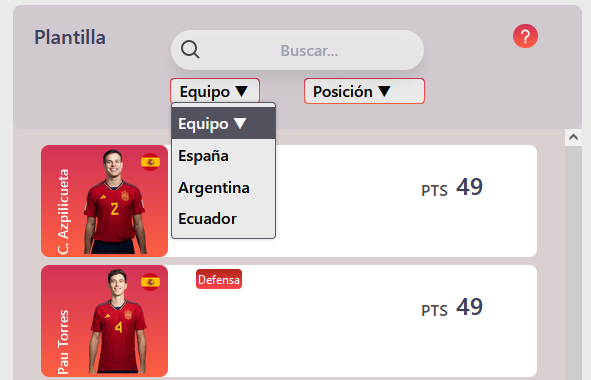 Plantilla
Buscar...
?
Equipo ▼
Posición ▼
Equipo ▼
España
Argentina
Ecuador
C. Azpilicueta
2
PTS 49
Pau Torres
4
Defensa
PTS 49